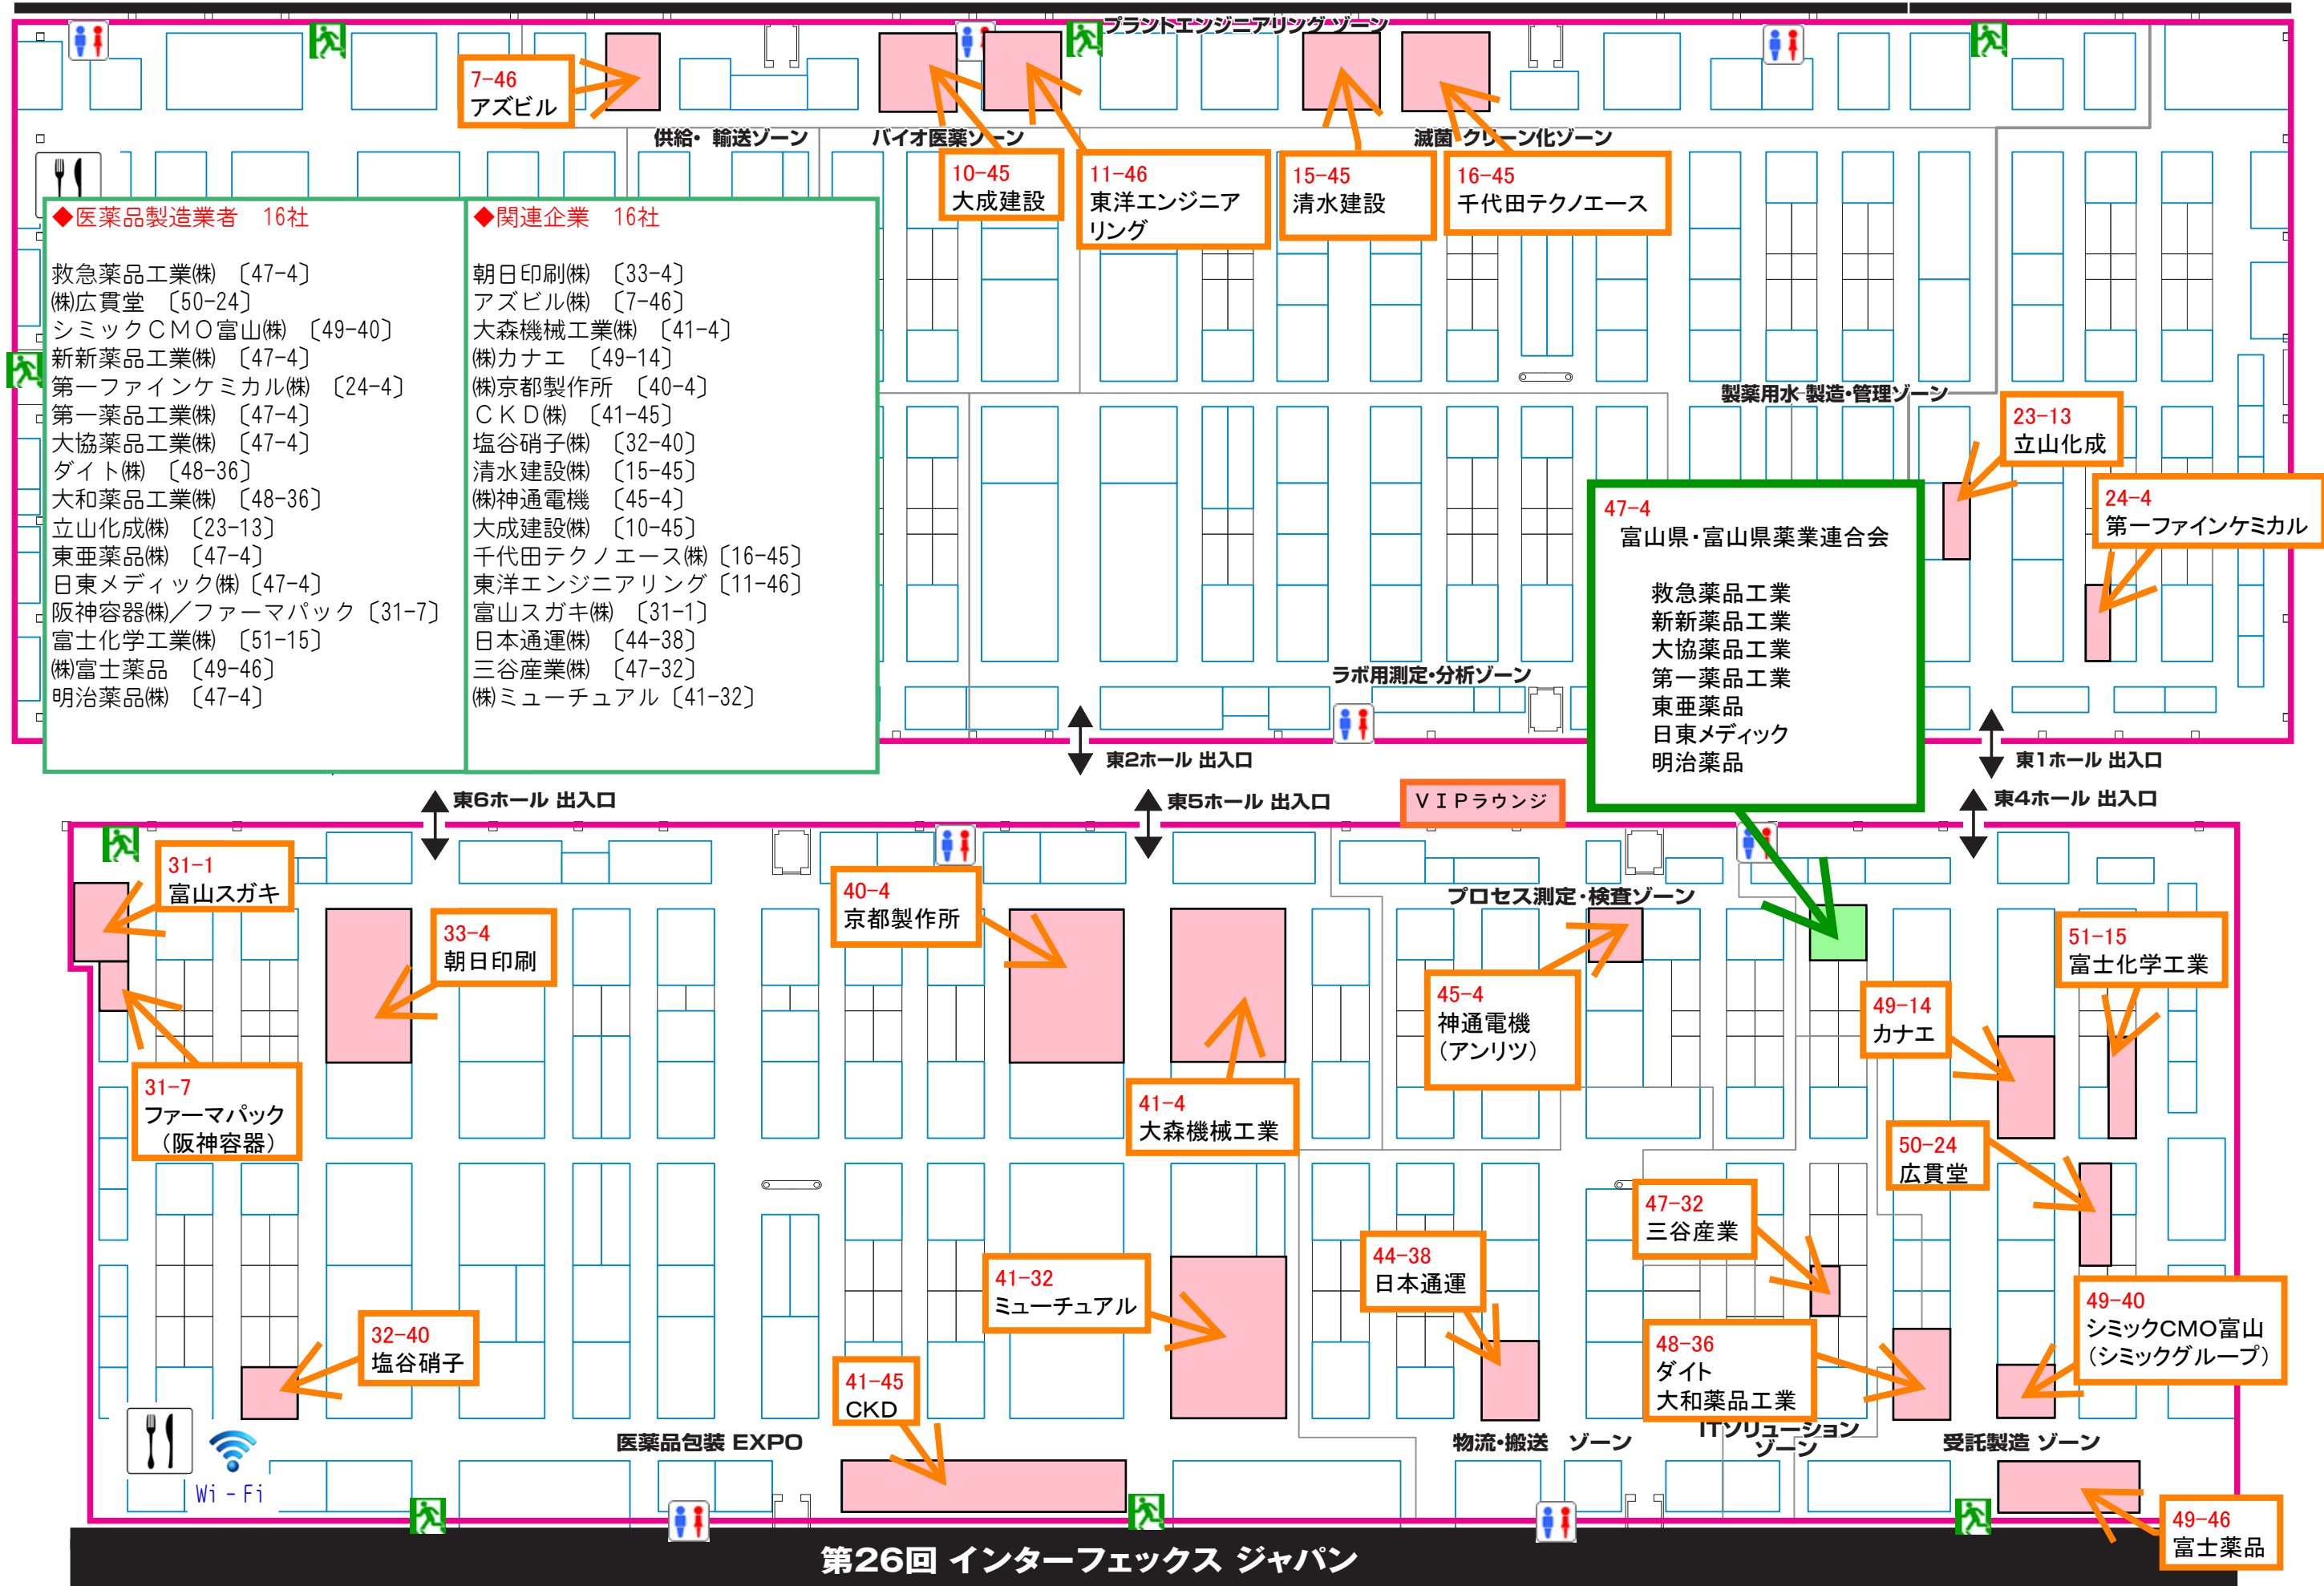 プラントエンジニアリング ゾーン
7-46
アズビル
供給・ 輸送ゾーン
バイオ医薬ゾーン
滅菌・クリーン化ゾーン
10-45
大成建設
11-46
東洋エンジニア
リング
15-45
清水建設
16-45
千代田テクノエース
◆医薬品製造業者　16社
救急薬品工業㈱ 〔47-4〕
㈱広貫堂 〔50-24〕
シミックＣＭＯ富山㈱ 〔49-40〕
新新薬品工業㈱ 〔47-4〕
第一ファインケミカル㈱ 〔24-4〕
第一薬品工業㈱ 〔47-4〕
大協薬品工業㈱ 〔47-4〕
ダイト㈱ 〔48-36〕
大和薬品工業㈱ 〔48-36〕
立山化成㈱ 〔23-13〕
東亜薬品㈱ 〔47-4〕
日東メディック㈱〔47-4〕
阪神容器㈱／ファーマパック〔31-7〕
富士化学工業㈱ 〔51-15〕
㈱富士薬品 〔49-46〕
明治薬品㈱ 〔47-4〕
◆関連企業　16社
朝日印刷㈱ 〔33-4〕
アズビル㈱ 〔7-46〕
大森機械工業㈱ 〔41-4〕
㈱カナエ 〔49-14〕
㈱京都製作所 〔40-4〕
ＣＫＤ㈱ 〔41-45〕
塩谷硝子㈱ 〔32-40〕
清水建設㈱ 〔15-45〕
㈱神通電機 〔45-4〕
大成建設㈱ 〔10-45〕
千代田テクノエース㈱〔16-45〕
東洋エンジニアリング〔11-46〕
富山スガキ㈱ 〔31-1〕
日本通運㈱ 〔44-38〕
三谷産業㈱ 〔47-32〕
㈱ミューチュアル〔41-32〕
製薬用水 製造・管理ゾーン
23-13
立山化成
24-4
第一ファインケミカル
47-4
富山県・富山県薬業連合会
救急薬品工業
新新薬品工業
大協薬品工業
第一薬品工業
東亜薬品
日東メディック
明治薬品
ラボ用測定・分析ゾーン
東2ホール 出入口
東1ホール 出入口
東6ホール 出入口
東5ホール 出入口
ＶＩＰラウンジ
東4ホール 出入口
31-1
富山スガキ
33-4
朝日印刷
40-4
京都製作所
プロセス測定・検査ゾーン
51-15
富士化学工業
45-4
神通電機
（アンリツ）
49-14
カナエ
31-7
ファーマパック
（阪神容器）
41-4
大森機械工業
50-24
広貫堂
47-32
三谷産業
44-38
日本通運
41-32
ミューチュアル
49-40
シミックCMO富山
（シミックグループ）
32-40
塩谷硝子
48-36
ダイト
大和薬品工業
41-45
CKD
医薬品包装 EXPO
物流・搬送　ゾーン
ITソリューション
ゾーン
受託製造 ゾーン
Wi-Fi
49-46
富士薬品
第26回 インターフェックス ジャパン